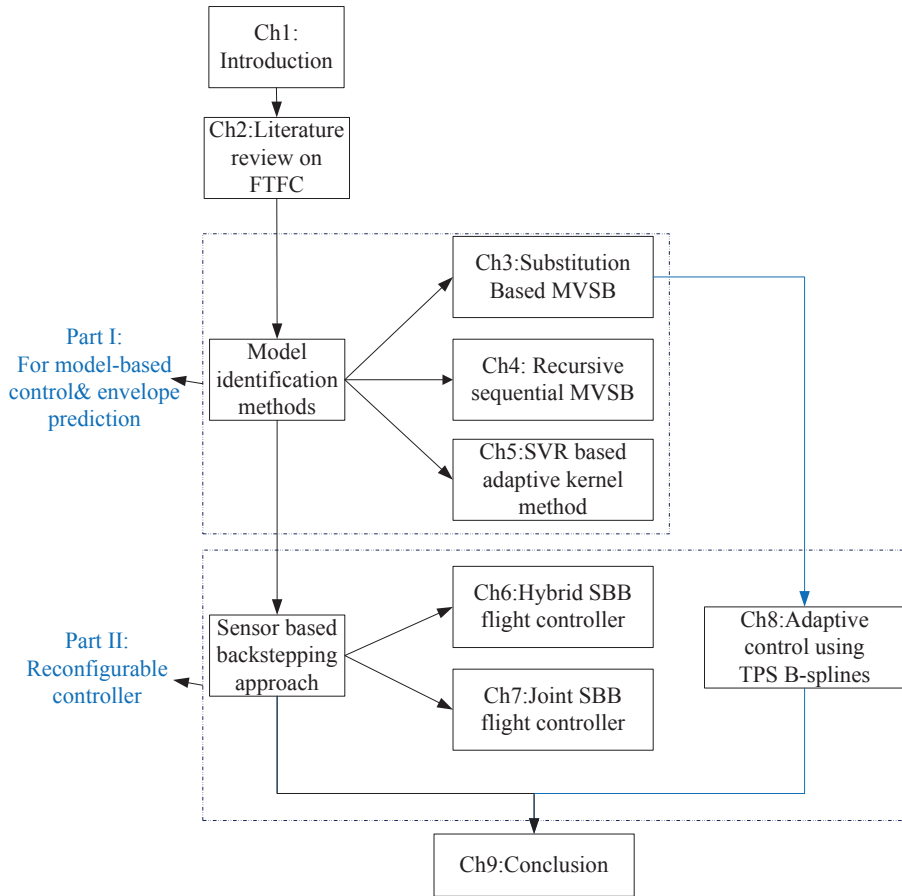 Ch1:
Introduction
Ch2:Literature
review on
FTFC
Ch3:Substitution
Based MVSB
Part I:
For model-based
control& envelope
prediction
Model
identification
methods
Ch4: Recursive
sequential MVSB
Ch5:SVR based
adaptive kernel
method
Ch6:Hybrid SBB
flight controller
Part II:
Reconfigurable
controller
Sensor based
backstepping
approach
Ch7:Joint SBB
flight controller
Ch8:Adaptive
control using
TPS B-splines
Ch9:Conclusion